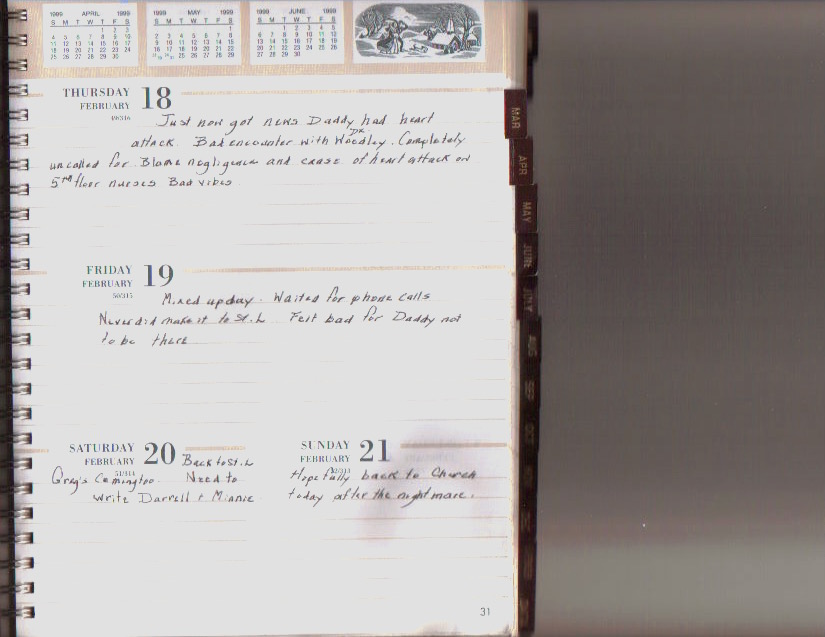 1999 APRIL 1999
S M T W T F S
1 2 3
4 5 6 7 8 9 10
11 12 13 14 15 16 17
18 19 20 21 22 23 24
25 26 27 28 29 30
1999 MAY 1999
S M T W T F S
1
2 3 4 5 6 7 8
9 10 11 12 13 14 15
16 17 18 19 20 21 22
23 24 25 26 27 28 29
30 31
1999 JUNE 1999
S M T W T F S
1 2 3 4 5
6 7 8 9 10 11 12
13 14 15 16 17 18 19
20 21 22 23 24 25 26
27 28 29 30
THURSDAY 18
FEBRUARY
49/316
Just now got news Daddy had heart
attack. Bad encounter with Dr. Woodley. Completely
uncalled for. Blame negligence and cause of heart attack on
5th floor nurses Bad vibes
FRIDAY 19
FEBRUARY
50/315
Mixed up day. Waited for phone calls
Never did make it to St. L Felt bad for Daddy not
to be there
SATURDAY 20
FEBRUARY
51/314
Back to St. L
Greg's Coming too. Need to
write Darrell + Minnie
SUNDAY 21
FEBRUARY
52/313
Hopefully back to Church
today after the nightmare.
31
MAR
APR
MAY
JUNE
JULY
AUG
SEP
OCT